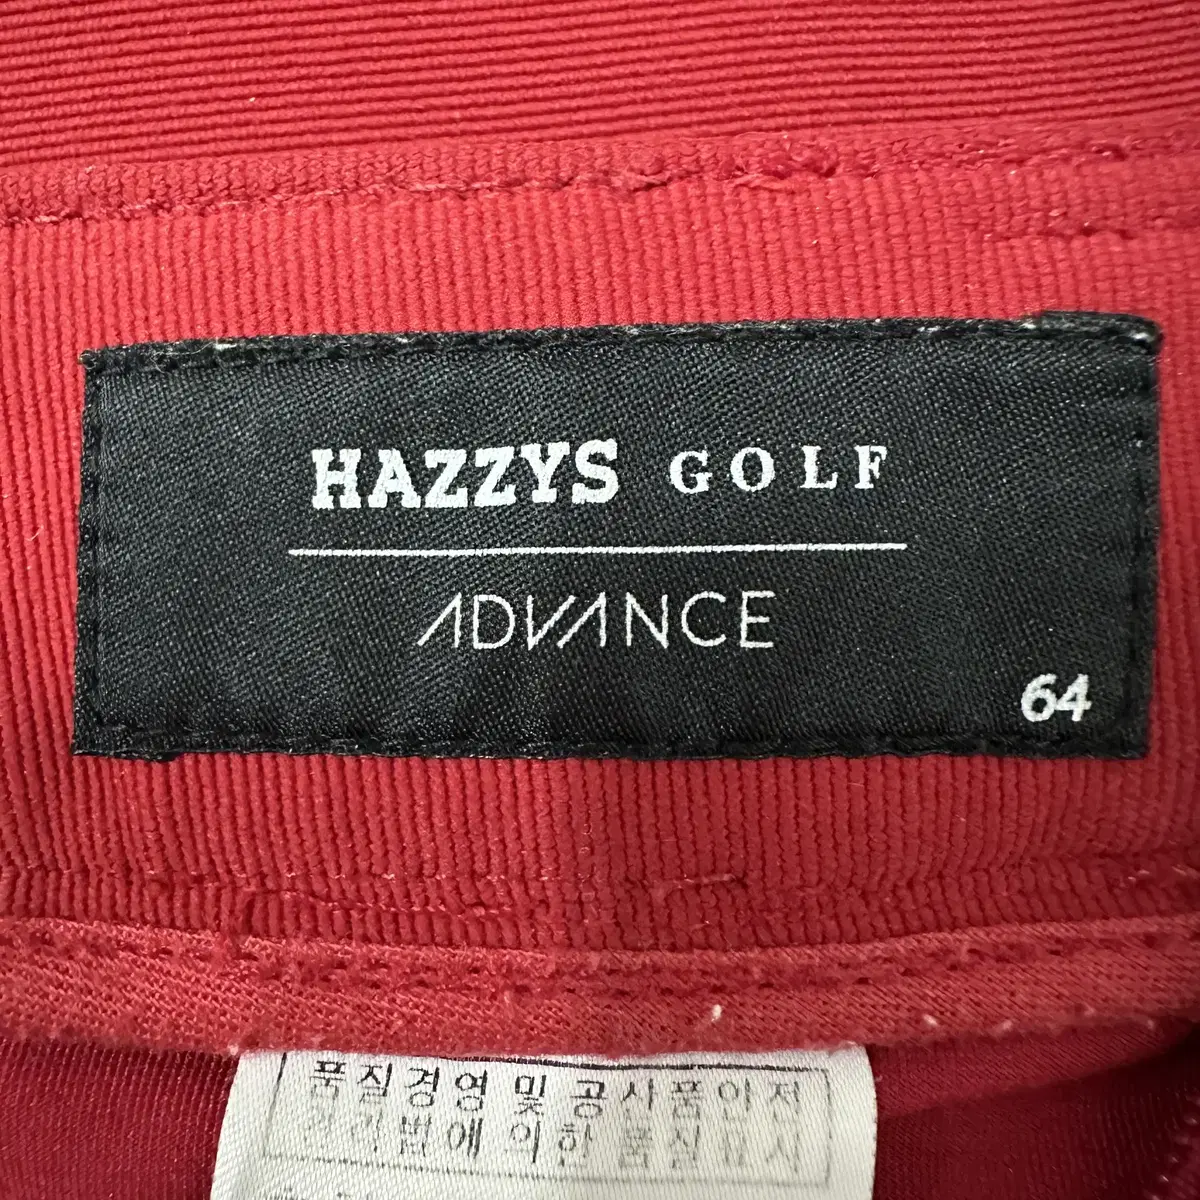 HAZZYS GOLF
ADVANCE
64
품질경영 및 공사품안전
관리법에 의한 품질표시